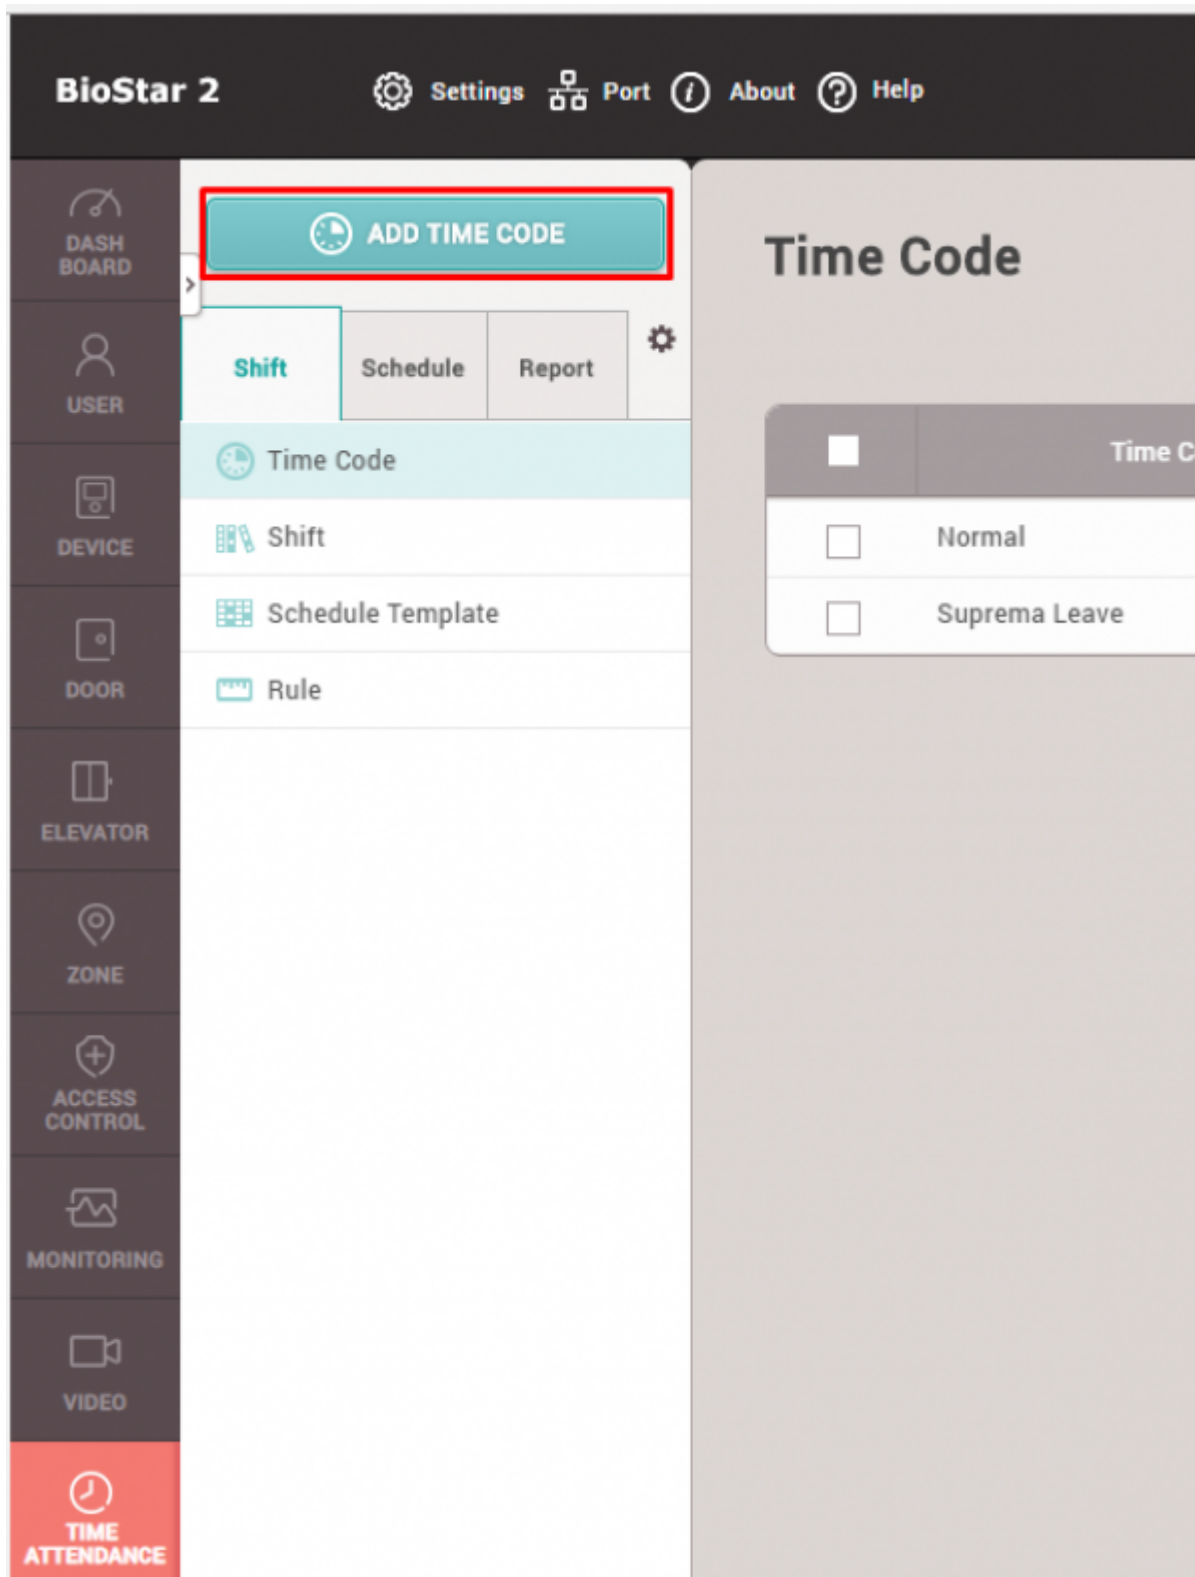 BioStar 2
Settings Port About Help
DASH
BOARD
USER
DEVICE
DOOR
ELEVATOR
ZONE
ACCESS
CONTROL
MONITORING
VIDEO
TIME
ATTENDANCE
ADD TIME CODE
Shift Schedule Report
Time Code
Shift
Schedule Template
Rule
Time Code
Time C
Normal
Suprema Leave